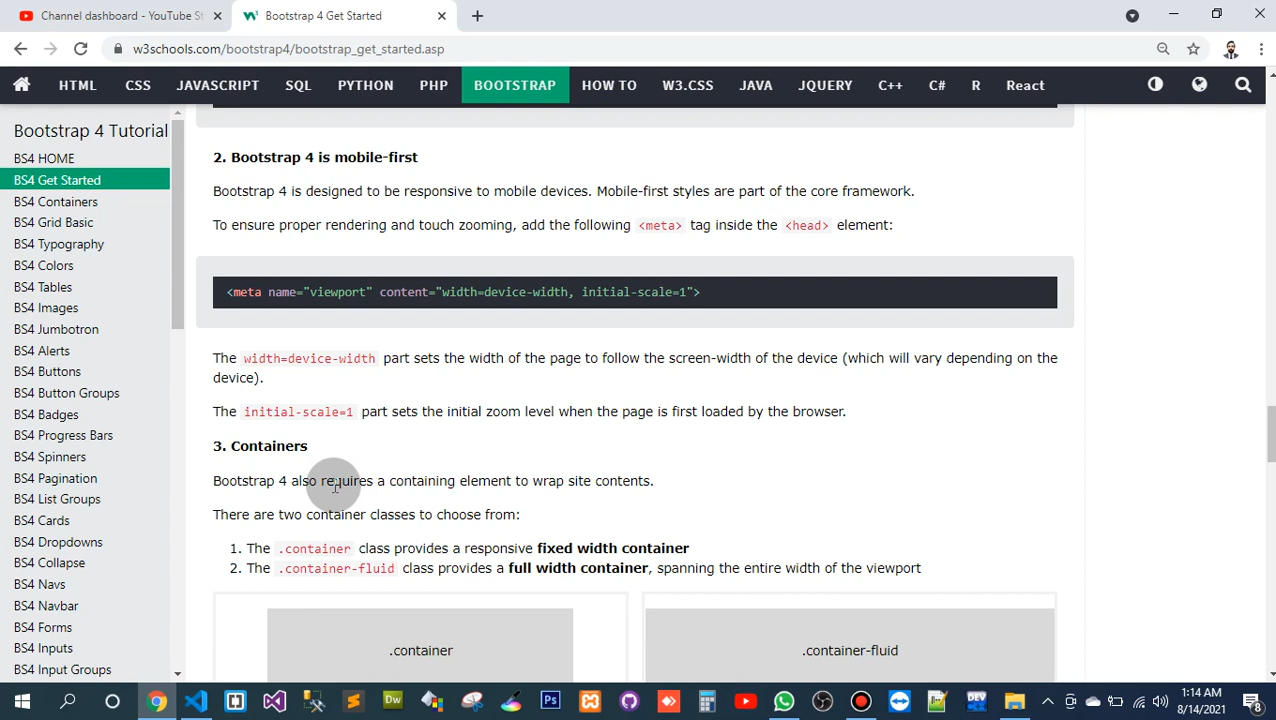 Channel dashboard - YouTube St
Bootstrap 4 Get Started
w3schools.com/bootstrap4/bootstrap_get_started.asp
HTML CSS JAVASCRIPT SQL PYTHON PHP BOOTSTRAP HOW TO W3.CSS JAVA JQUERY C++ C# R React
Bootstrap 4 Tutorial
BS4 HOME
BS4 Get Started
BS4 Containers
BS4 Grid Basic
BS4 Typography
BS4 Colors
BS4 Tables
BS4 Images
BS4 Jumbotron
BS4 Alerts
BS4 Buttons
BS4 Button Groups
BS4 Badges
BS4 Progress Bars
BS4 Spinners
BS4 Pagination
BS4 List Groups
BS4 Cards
BS4 Dropdowns
BS4 Collapse
BS4 Navs
BS4 Navbar
BS4 Forms
BS4 Inputs
BS4 Input Groups
2. Bootstrap 4 is mobile-first
Bootstrap 4 is designed to be responsive to mobile devices. Mobile-first styles are part of the core framework.
To ensure proper rendering and touch zooming, add the following <meta> tag inside the <head> element:
<meta name="viewport" content="width=device-width, initial-scale=1">
The width=device-width part sets the width of the page to follow the screen-width of the device (which will vary depending on the
device).
The initial-scale=1 part sets the initial zoom level when the page is first loaded by the browser.
3. Containers
Bootstrap 4 also requires a containing element to wrap site contents.
There are two container classes to choose from:
1. The .container class provides a responsive fixed width container
2. The .container-fluid class provides a full width container, spanning the entire width of the viewport
.container
.container-fluid
Dw
Ps
DEV
1:14 AM
8/14/2021
8